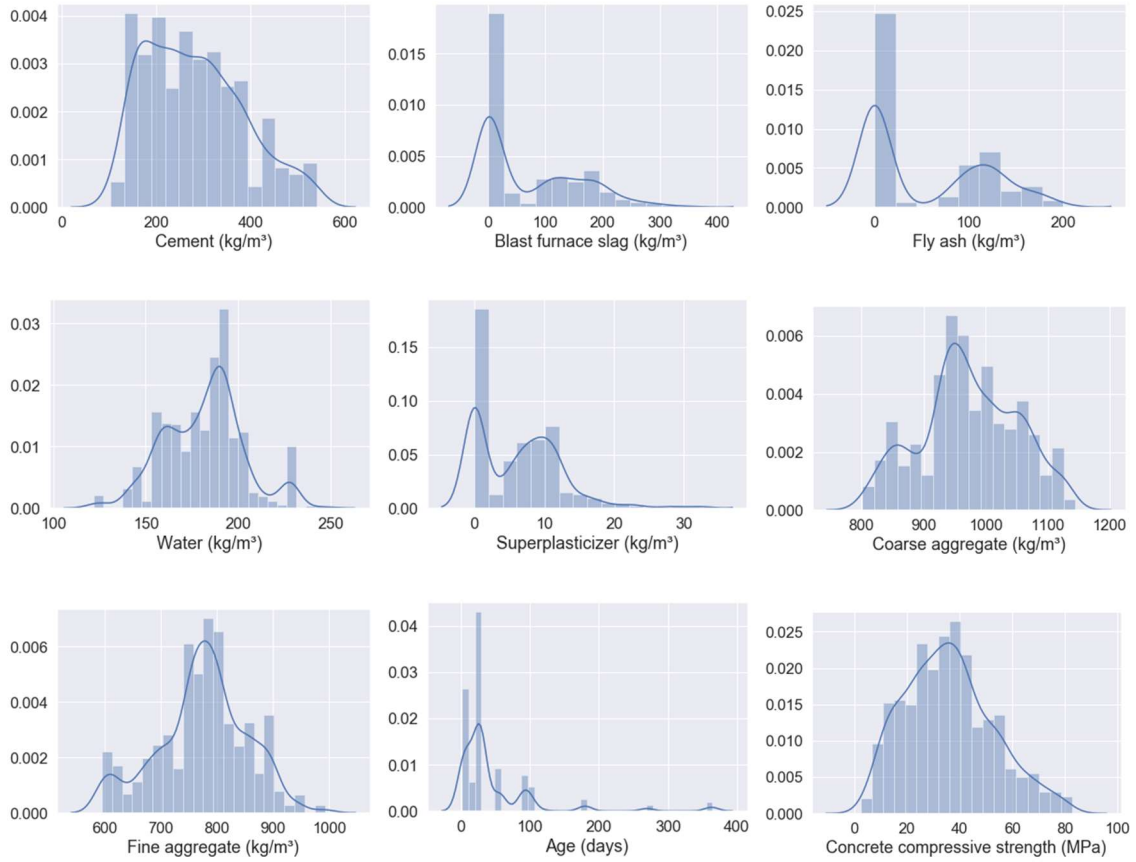 0.004
0.003
0.002
0.001
0.000
0 200 400 600
Cement (kg/m³)
0.015
0.010
0.005
0.000
0 100 200 300 400
Blast furnace slag (kg/m³)
0.025
0.020
0.015
0.010
0.005
0.000
0 100 200
Fly ash (kg/m³)
0.03
0.02
0.01
0.00
100 150 200 250
Water (kg/m³)
0.15
0.10
0.05
0.00
0 10 20 30
Superplasticizer (kg/m³)
0.006
0.004
0.002
0.000
800 900 1000 1100 1200
Coarse aggregate (kg/m³)
0.006
0.004
0.002
0.000
600 700 800 900 1000
Fine aggregate (kg/m³)
0.04
0.03
0.02
0.01
0.00
0 100 200 300 400
Age (days)
0.025
0.020
0.015
0.010
0.005
0.000
0 20 40 60 80 100
Concrete compressive strength (MPa)